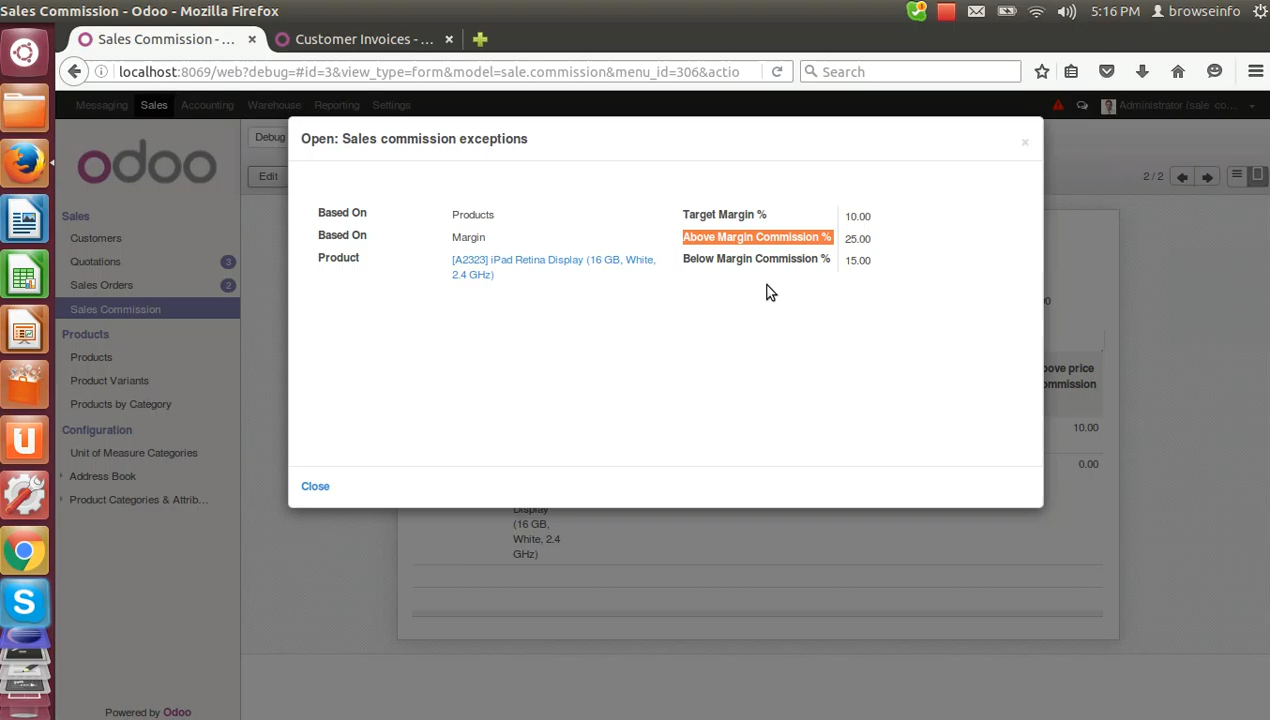 Sales Commission - Odoo - Mozilla Firefox
5:16 PM browseinfo
Sales Commission - ... ×
Customer Invoices - ... ×
localhost:8069/web?debug=#id=3&view_type=form&model=sale.commission&menu_id=306&actio
Search
Messaging Sales Accounting Warehouse Reporting Settings
odoo
Sales
Customers
Quotations 3
Sales Orders 2
Sales Commission
Products
Products
Product Variants
Products by Category
Configuration
Unit of Measure Categories
Address Book
Product Categories & Attrib...
Powered by Odoo
Debug
Edit
2 / 2
Open: Sales commission exceptions ×
Based On Products
Based On Margin
Product [A2323] iPad Retina Display (16 GB, White,
2.4 GHz)
Target Margin % 10.00
Above Margin Commission % 25.00
Below Margin Commission % 15.00
Close
10.00
0.00
Display
(16 GB,
White, 2.4
GHz)